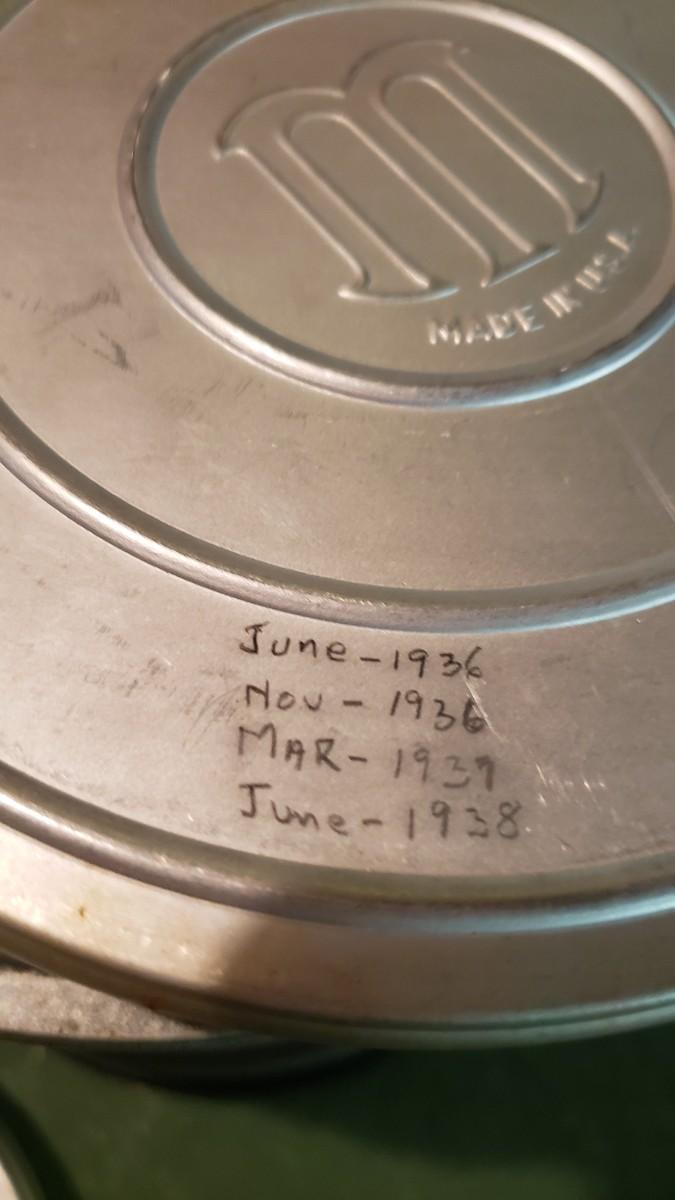 M
MADE IN U.S.A.
June - 1936
Nov - 1936
MAR - 1937
June - 1938